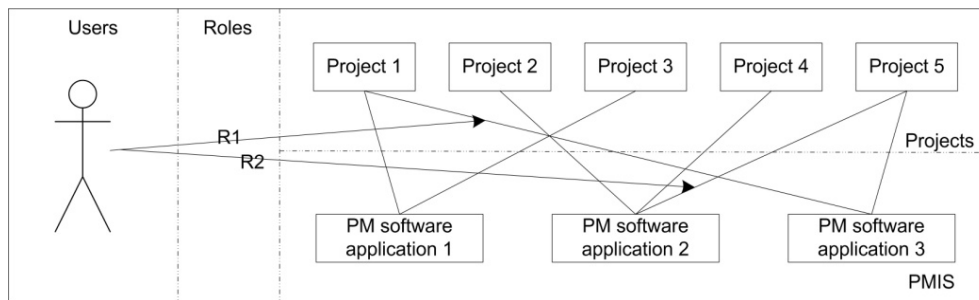 Users
Roles
Project 1
Project 2
Project 3
Project 4
Project 5
R1
R2
Projects
PM software
application 1
PM software
application 2
PM software
application 3
PMIS